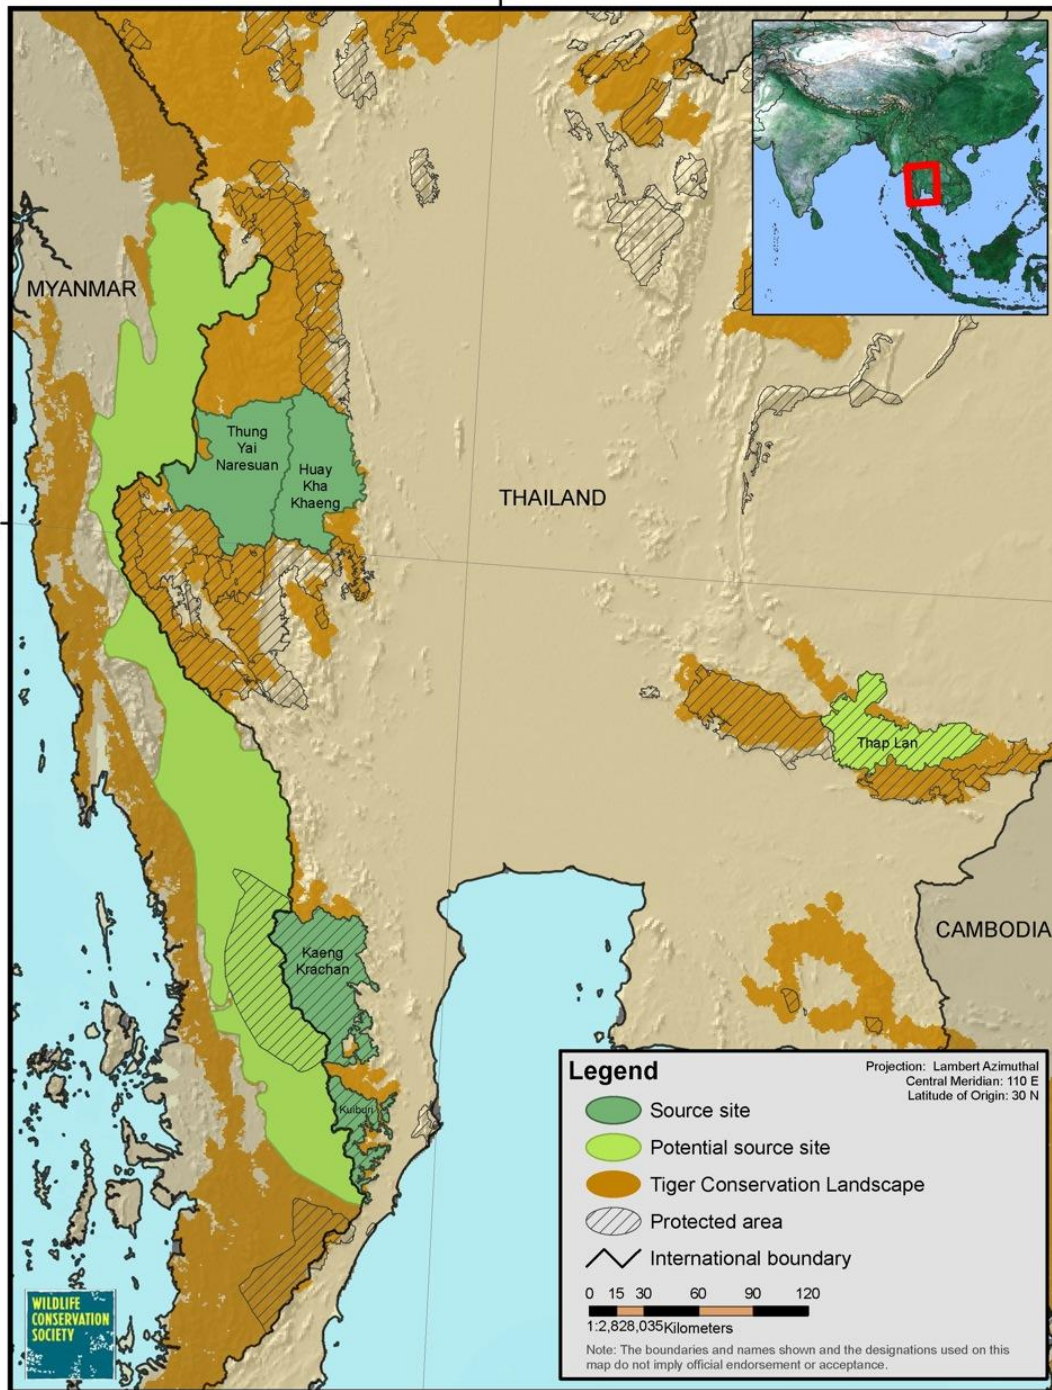 MYANMAR
Thung
Yai
Naresuan
Huay
Kha
Khaeng
THAILAND
Thap Lan
CAMBODIA
Kaeng
Krachan
Kuiburi
Legend
Projection: Lambert Azimuthal
Central Meridian: 110 E
Latitude of Origin: 30 N
Source site
Potential source site
Tiger Conservation Landscape
Protected area
International boundary
0 15 30 60 90 120
1:2,828,035 Kilometers
Note: The boundaries and names shown and the designations used on this
map do not imply official endorsement or acceptance.
WILDLIFE
CONSERVATION
SOCIETY